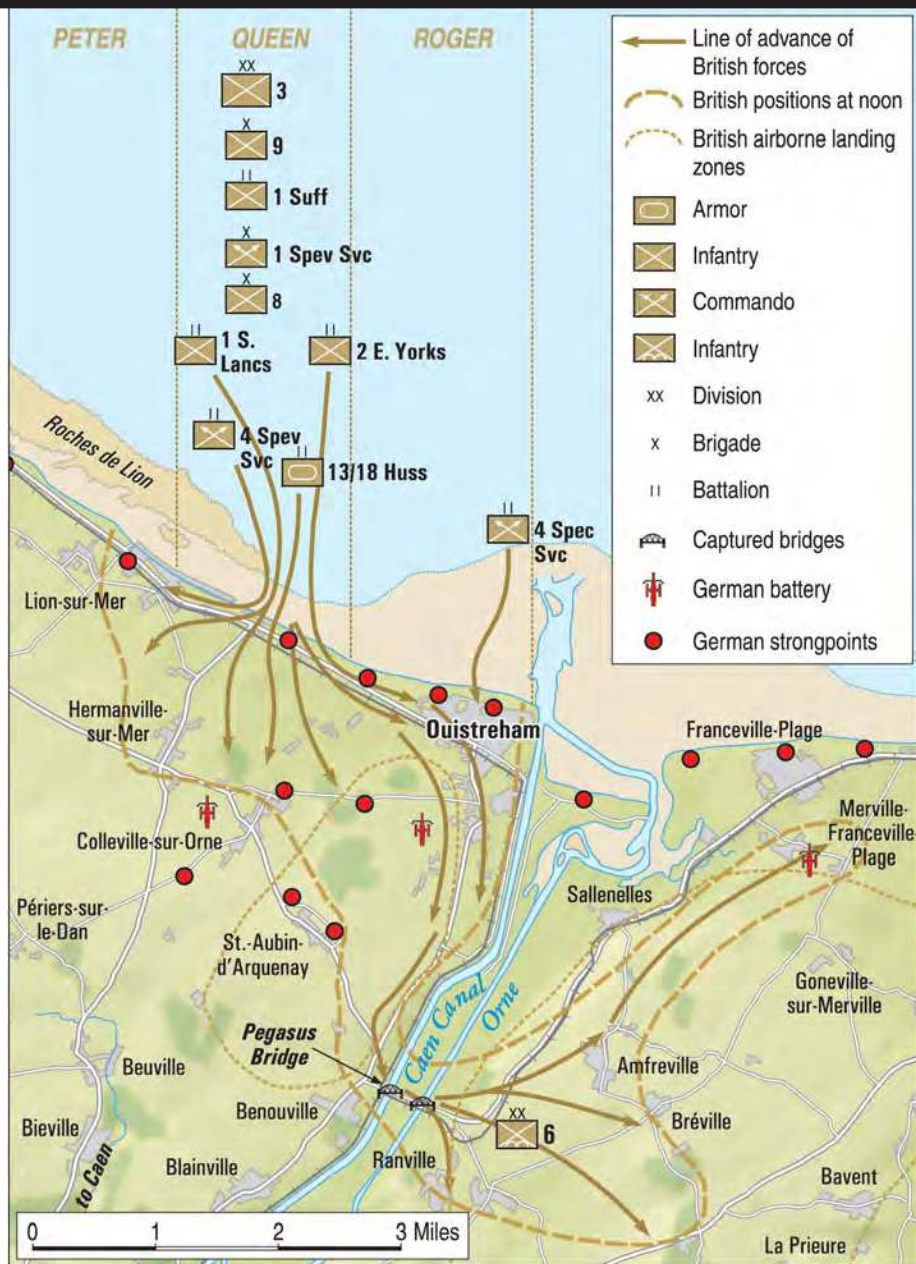 PETER
QUEEN
ROGER
XX
3
X
9
II
1 Suff
X
1 Spev Svc
X
8
II
1 S.
Lancs
II
2 E. Yorks
II
4 Spev
Svc
II
13/18 Huss
II
4 Spec
Svc
Roches de Lion
Lion-sur-Mer
Hermanville-
sur-Mer
Ouistreham
Franceville-Plage
Colleville-sur-Orne
Merville-
Franceville-
Plage
Périers-sur-
le-Dan
Sallenelles
St.-Aubin-
d'Arquenay
Goneville-
sur-Merville
Caen Canal
Orne
Pegasus
Bridge
Amfreville
Beuville
Benouville
Bréville
XX
6
Bieville
to Caen
Blainville
Ranville
Bavent
La Prieure
0 1 2 3 Miles
Line of advance of
British forces
British positions at noon
British airborne landing
zones
Armor
Infantry
Commando
Infantry
XX Division
X Brigade
II Battalion
Captured bridges
German battery
German strongpoints